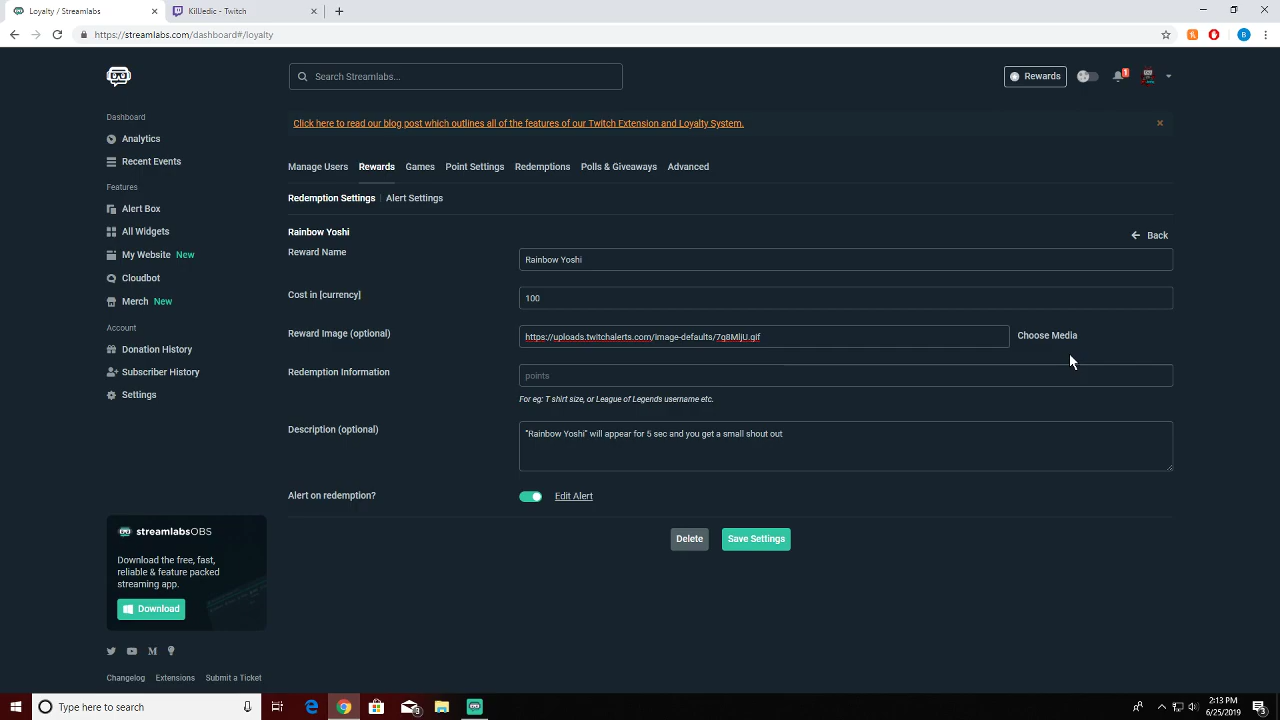 Loyalty / Streamlabs
KillJedic - Twitch
https://streamlabs.com/dashboard#/loyalty
B
Search Streamlabs...
Rewards
1
Click here to read our blog post which outlines all of the features of our Twitch Extension and Loyalty System.
Dashboard
Analytics
Recent Events
Features
Alert Box
All Widgets
My Website New
Cloudbot
Merch New
Account
Donation History
Subscriber History
Settings
Manage Users Rewards Games Point Settings Redemptions Polls & Giveaways Advanced
Redemption Settings | Alert Settings
Rainbow Yoshi
Back
Reward Name
Rainbow Yoshi
Cost in [currency]
100
Reward Image (optional)
https://uploads.twitchalerts.com/image-defaults/7q8MljU.gif
Choose Media
Redemption Information
points
For eg: T shirt size, or League of Legends username etc.
Description (optional)
"Rainbow Yoshi" will appear for 5 sec and you get a small shout out
Alert on redemption?
Edit Alert
Delete
Save Settings
streamlabsOBS
Download the free, fast,
reliable & feature packed
streaming app.
Download
Changelog Extensions Submit a Ticket
Type here to search
3
2:13 PM
6/25/2019
3